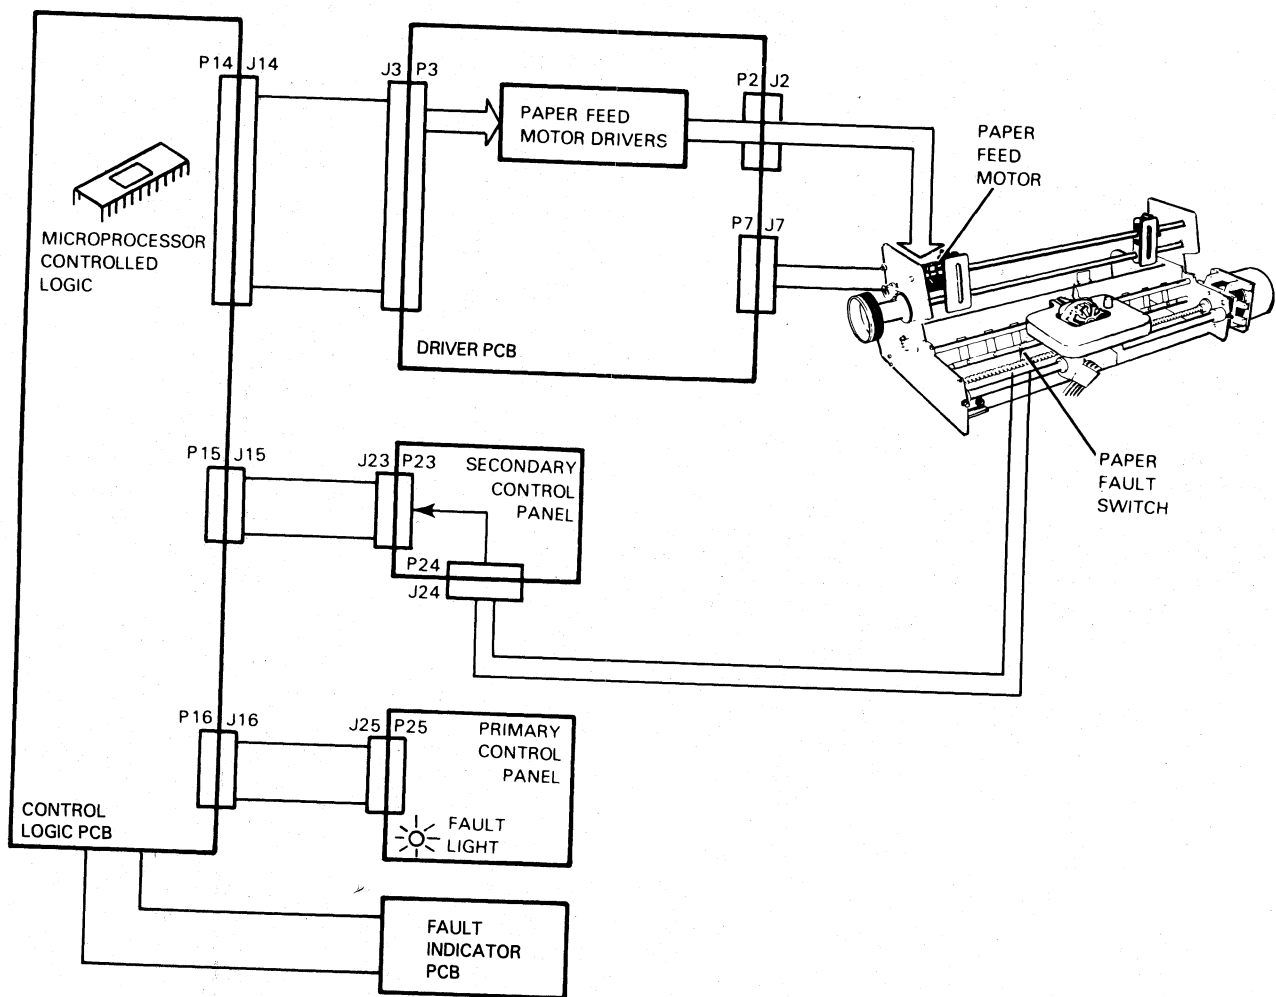 P14 J14
J3 P3
P2 J2
PAPER FEED
MOTOR DRIVERS
PAPER
FEED
MOTOR
MICROPROCESSOR
CONTROLLED
LOGIC
P7 J7
DRIVER PCB
P15 J15
J23 P23
SECONDARY
CONTROL
PANEL
P24
J24
PAPER
FAULT
SWITCH
P16 J16
J25 P25
PRIMARY
CONTROL
PANEL
FAULT
LIGHT
CONTROL
LOGIC PCB
FAULT
INDICATOR
PCB